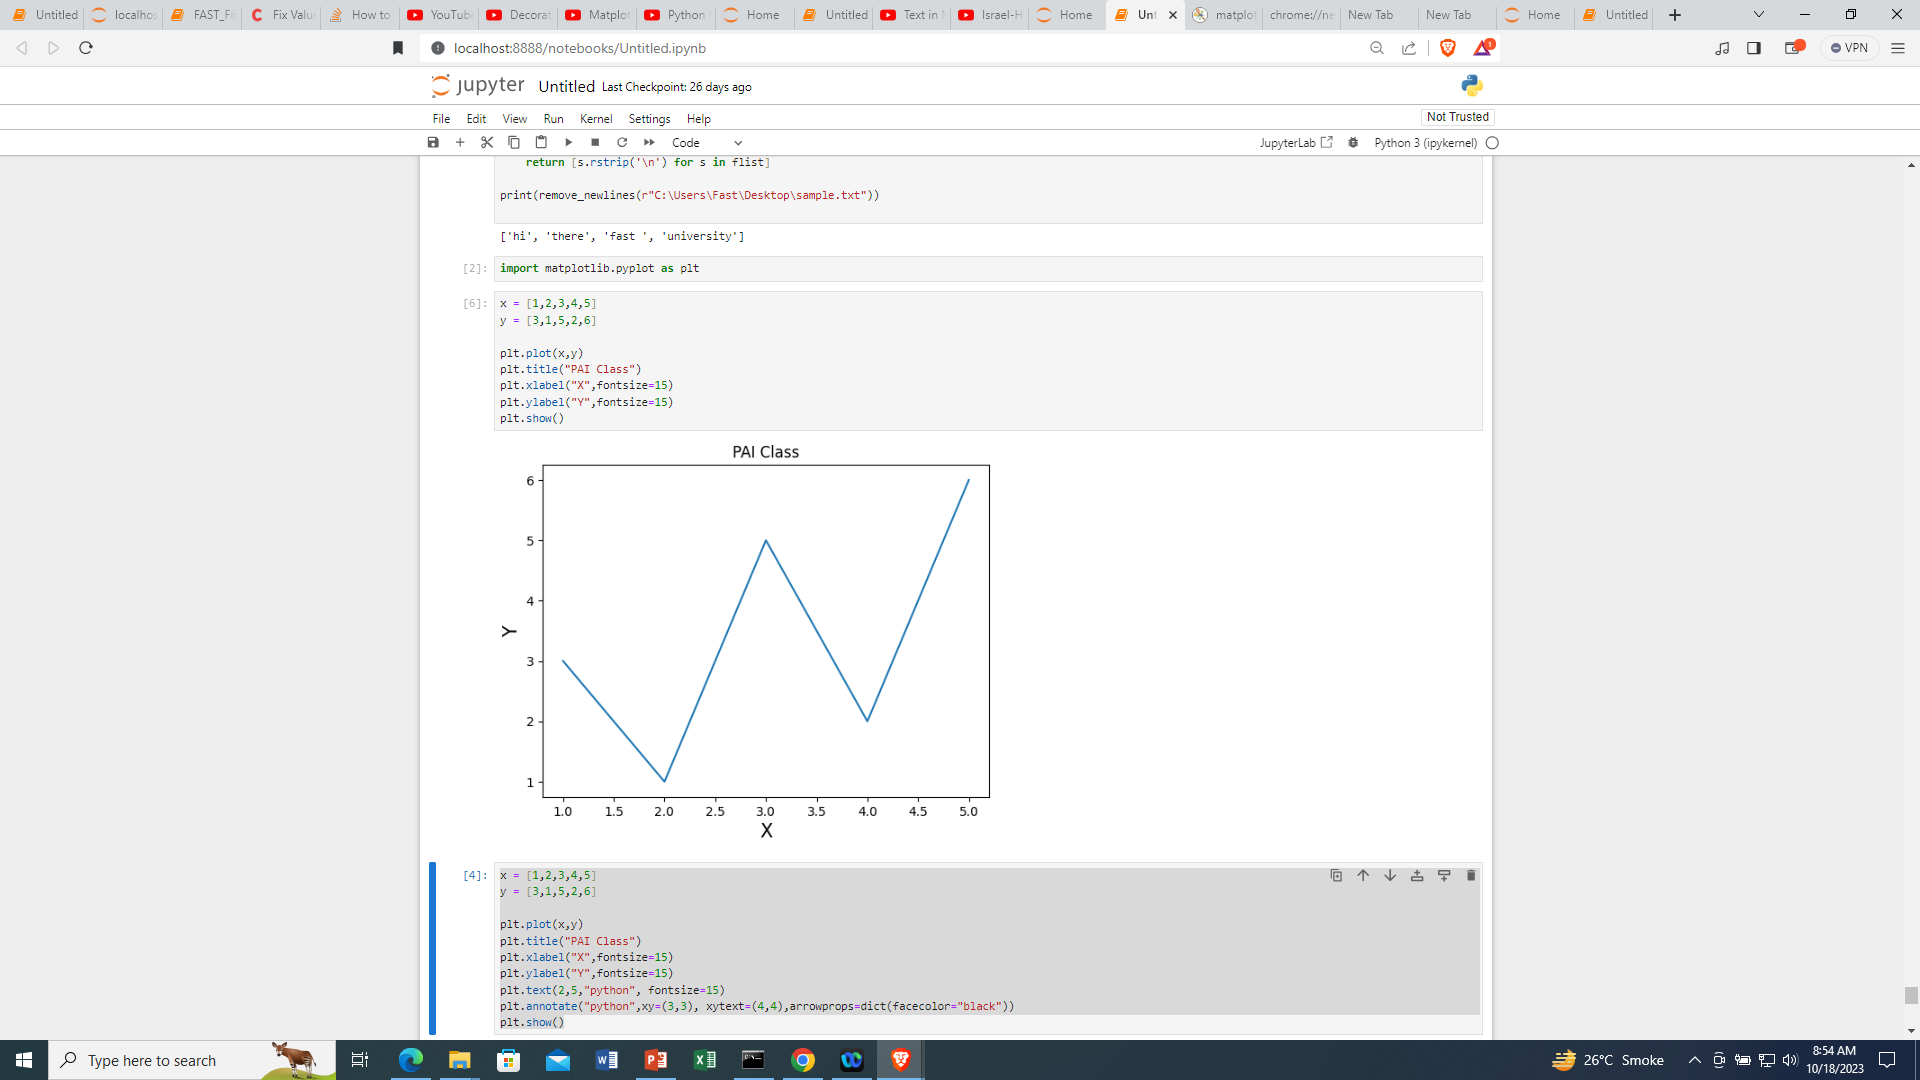 Untitled
localhos
FAST_Fi
Fix Valu
How to
YouTube
Decorat
Matplot
Python
Home
Untitled
Text in
Israel-H
Home
Unt
matplot
chrome://ne
New Tab
New Tab
Home
Untitled
localhost:8888/notebooks/Untitled.ipynb
1
VPN
jupyter Untitled Last Checkpoint: 26 days ago
File Edit View Run Kernel Settings Help
Not Trusted
Code
JupyterLab
Python 3 (ipykernel)
return [s.rstrip('\n') for s in flist]
print(remove_newlines(r"C:\Users\Fast\Desktop\sample.txt"))
['hi', 'there', 'fast ', 'university']
[2]: import matplotlib.pyplot as plt
[6]: x = [1,2,3,4,5]
y = [3,1,5,2,6]
plt.plot(x,y)
plt.title("PAI Class")
plt.xlabel("X",fontsize=15)
plt.ylabel("Y",fontsize=15)
plt.show()
PAI Class
6
5
4
Y
3
2
1
1.0 1.5 2.0 2.5 3.0 3.5 4.0 4.5 5.0
X
[4]: x = [1,2,3,4,5]
y = [3,1,5,2,6]
plt.plot(x,y)
plt.title("PAI Class")
plt.xlabel("X",fontsize=15)
plt.ylabel("Y",fontsize=15)
plt.text(2,5,"python", fontsize=15)
plt.annotate("python",xy=(3,3), xytext=(4,4),arrowprops=dict(facecolor="black"))
plt.show()
Type here to search
26°C Smoke
8:54 AM
10/18/2023